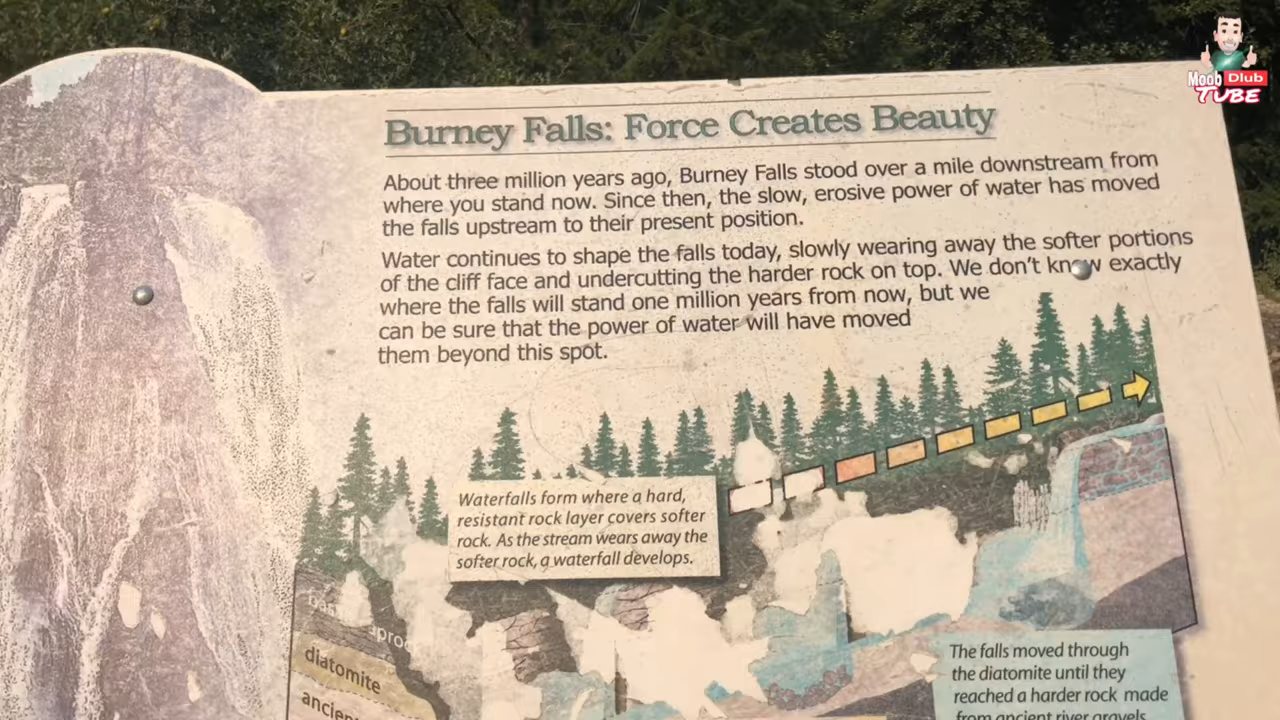 Moob Dlub
TUBE
Burney Falls: Force Creates Beauty
About three million years ago, Burney Falls stood over a mile downstream from
where you stand now. Since then, the slow, erosive power of water has moved
the falls upstream to their present position.
Water continues to shape the falls today, slowly wearing away the softer portions
of the cliff face and undercutting the harder rock on top. We don't know exactly
where the falls will stand one million years from now, but we
can be sure that the power of water will have moved
them beyond this spot.
Waterfalls form where a hard,
resistant rock layer covers softer
rock. As the stream wears away the
softer rock, a waterfall develops.
diatomite
ancient
The falls moved through
the diatomite until they
reached a harder rock made
from ancient river gravels